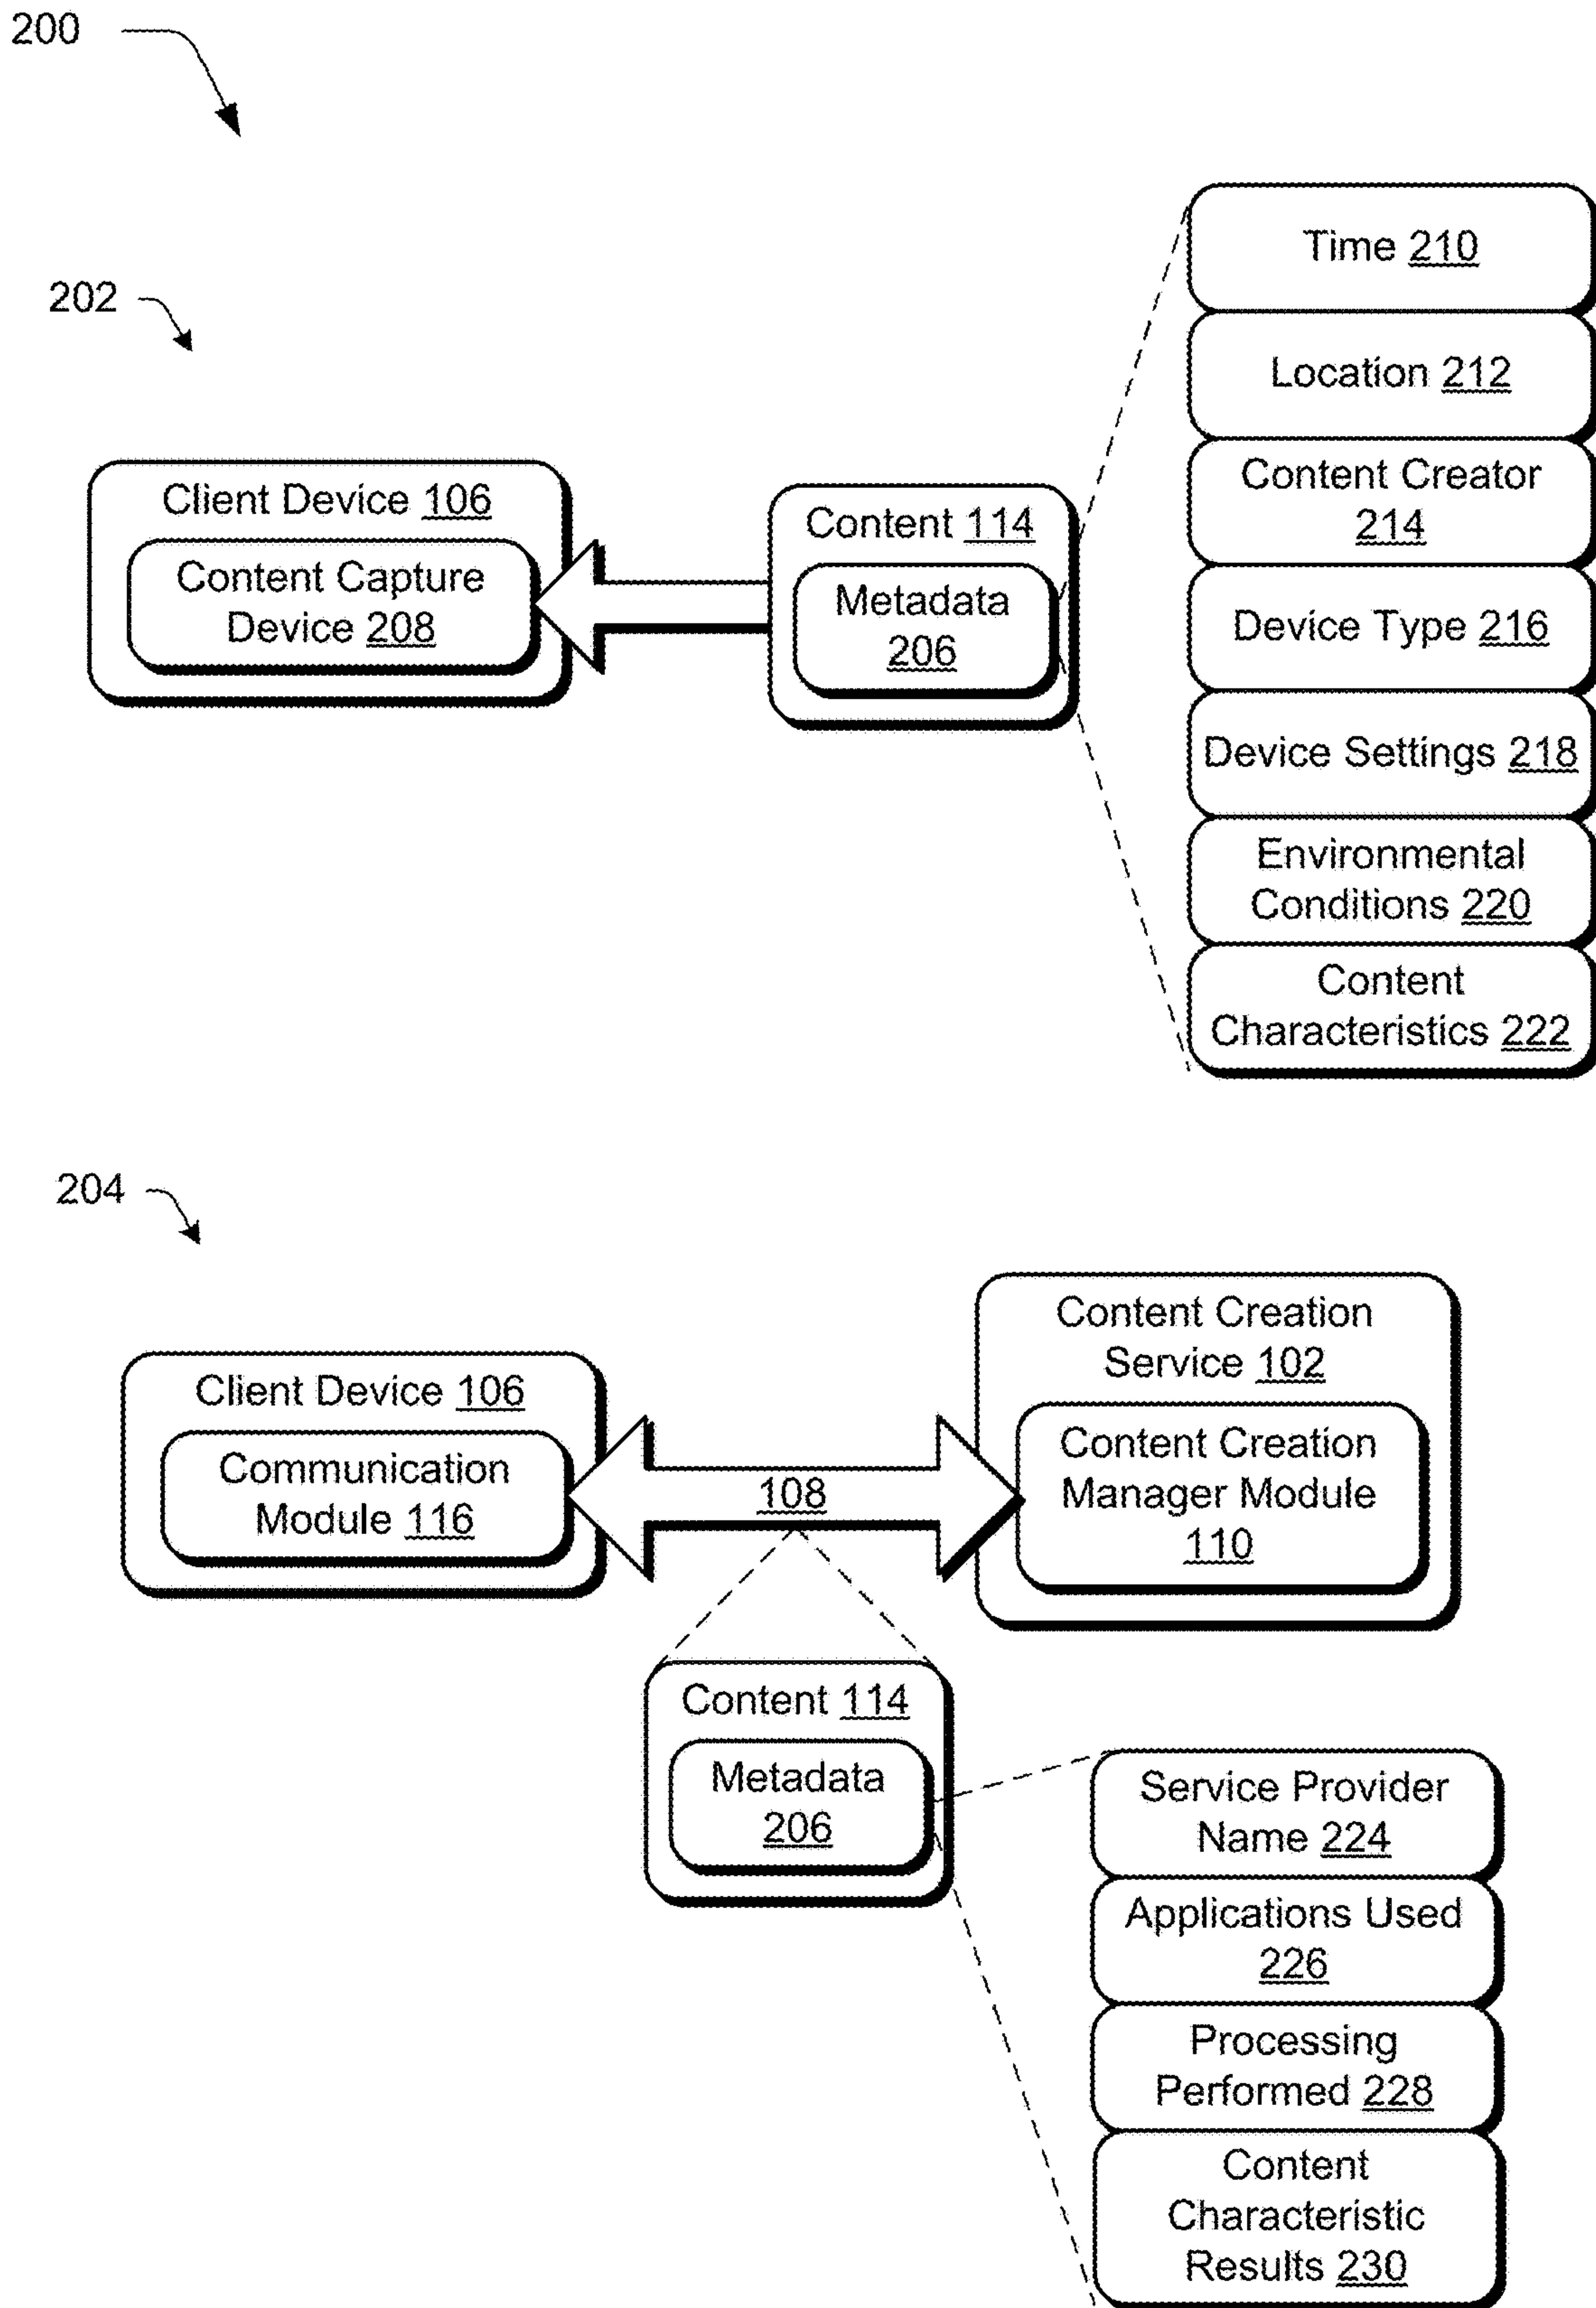 200
202
Client Device 106
Content Capture
Device 208
Content 114
Metadata
206
Time 210
Location 212
Content Creator
214
Device Type 216
Device Settings 218
Environmental
Conditions 220
Content
Characteristics 222
204
Client Device 106
Communication
Module 116
108
Content Creation
Service 102
Content Creation
Manager Module
110
Content 114
Metadata
206
Service Provider
Name 224
Applications Used
226
Processing
Performed 228
Content
Characteristic
Results 230